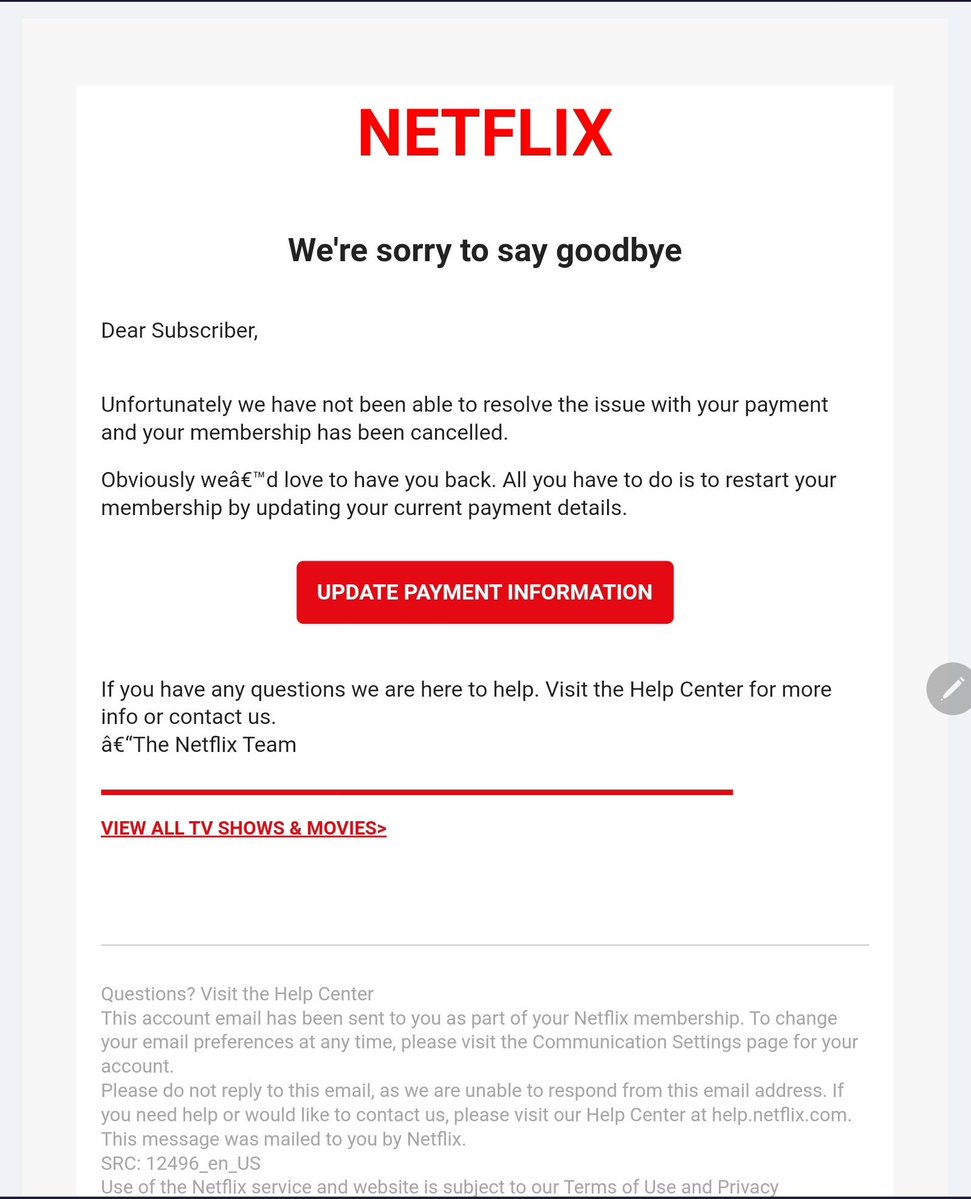 NETFLIX
We're sorry to say goodbye
Dear Subscriber,
Unfortunately we have not been able to resolve the issue with your payment
and your membership has been cancelled.
Obviously weâ€™d love to have you back. All you have to do is to restart your
membership by updating your current payment details.
UPDATE PAYMENT INFORMATION
If you have any questions we are here to help. Visit the Help Center for more
info or contact us.
â€“The Netflix Team
VIEW ALL TV SHOWS & MOVIES>
Questions? Visit the Help Center
This account email has been sent to you as part of your Netflix membership. To change
your email preferences at any time, please visit the Communication Settings page for your
account.
Please do not reply to this email, as we are unable to respond from this email address. If
you need help or would like to contact us, please visit our Help Center at help.netflix.com.
This message was mailed to you by Netflix.
SRC: 12496_en_US
Use of the Netflix service and website is subject to our Terms of Use and Privacy